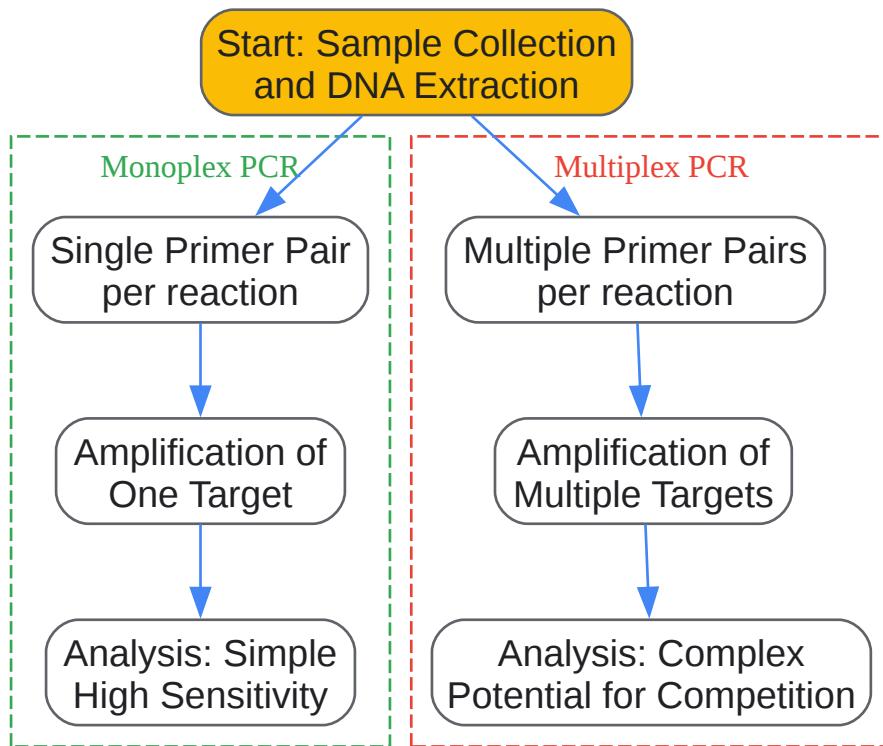 Start: Sample Collection
and DNA Extraction
Monoplex PCR
Single Primer Pair
per reaction
Amplification of
One Target
Analysis: Simple
High Sensitivity
Multiplex PCR
Multiple Primer Pairs
per reaction
Amplification of
Multiple Targets
Analysis: Complex
Potential for Competition